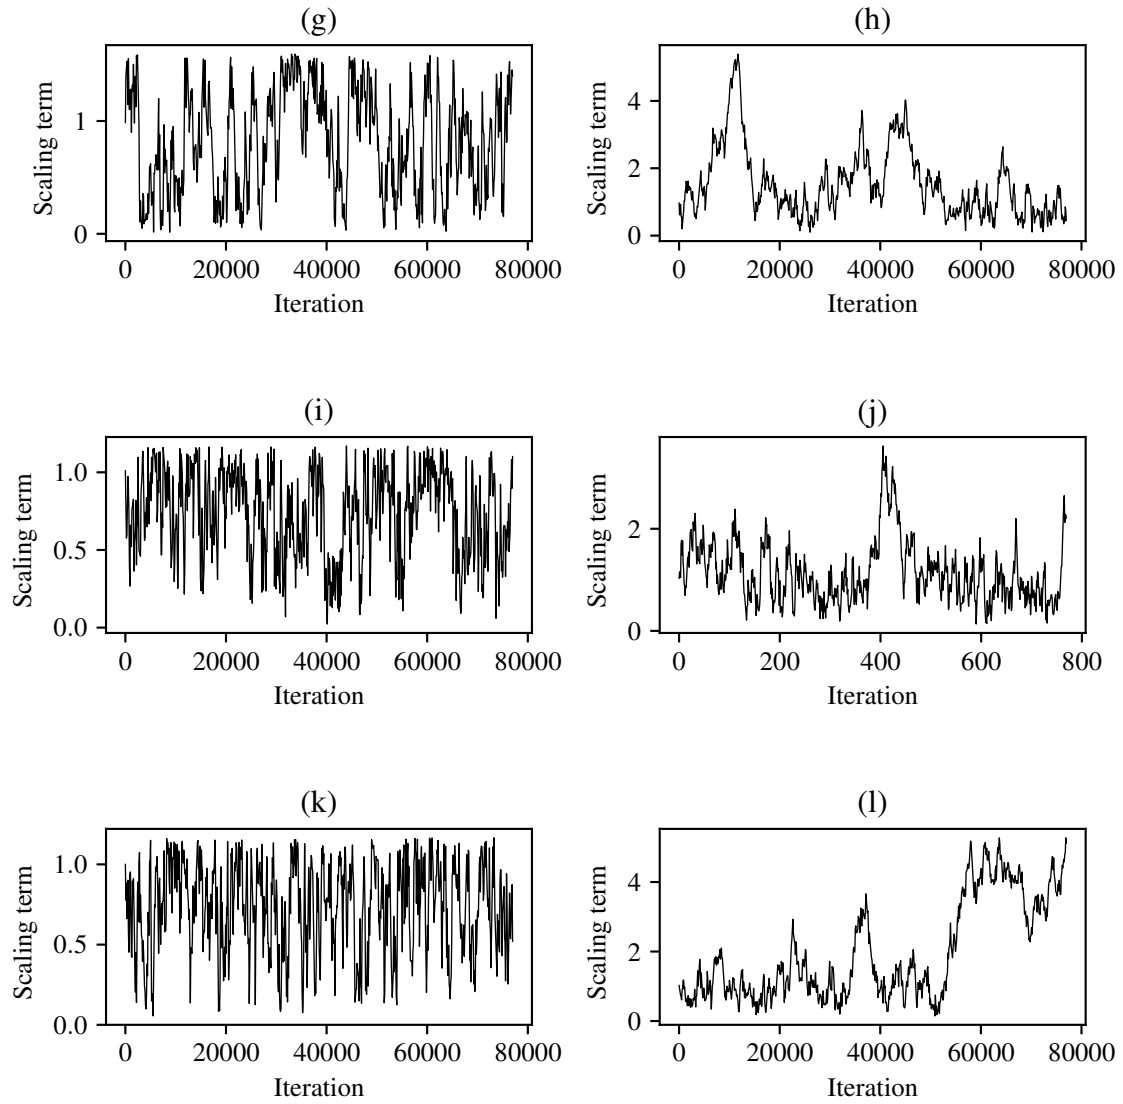 (g)
Scaling term
1
0
0 20000 40000 60000 80000
Iteration
(h)
Scaling term
4
2
0
0 20000 40000 60000 80000
Iteration
(i)
Scaling term
1.0
0.5
0.0
0 20000 40000 60000 80000
Iteration
(j)
Scaling term
2
0
0 200 400 600 800
Iteration
(k)
Scaling term
1.0
0.5
0.0
0 20000 40000 60000 80000
Iteration
(l)
Scaling term
4
2
0
0 20000 40000 60000 80000
Iteration